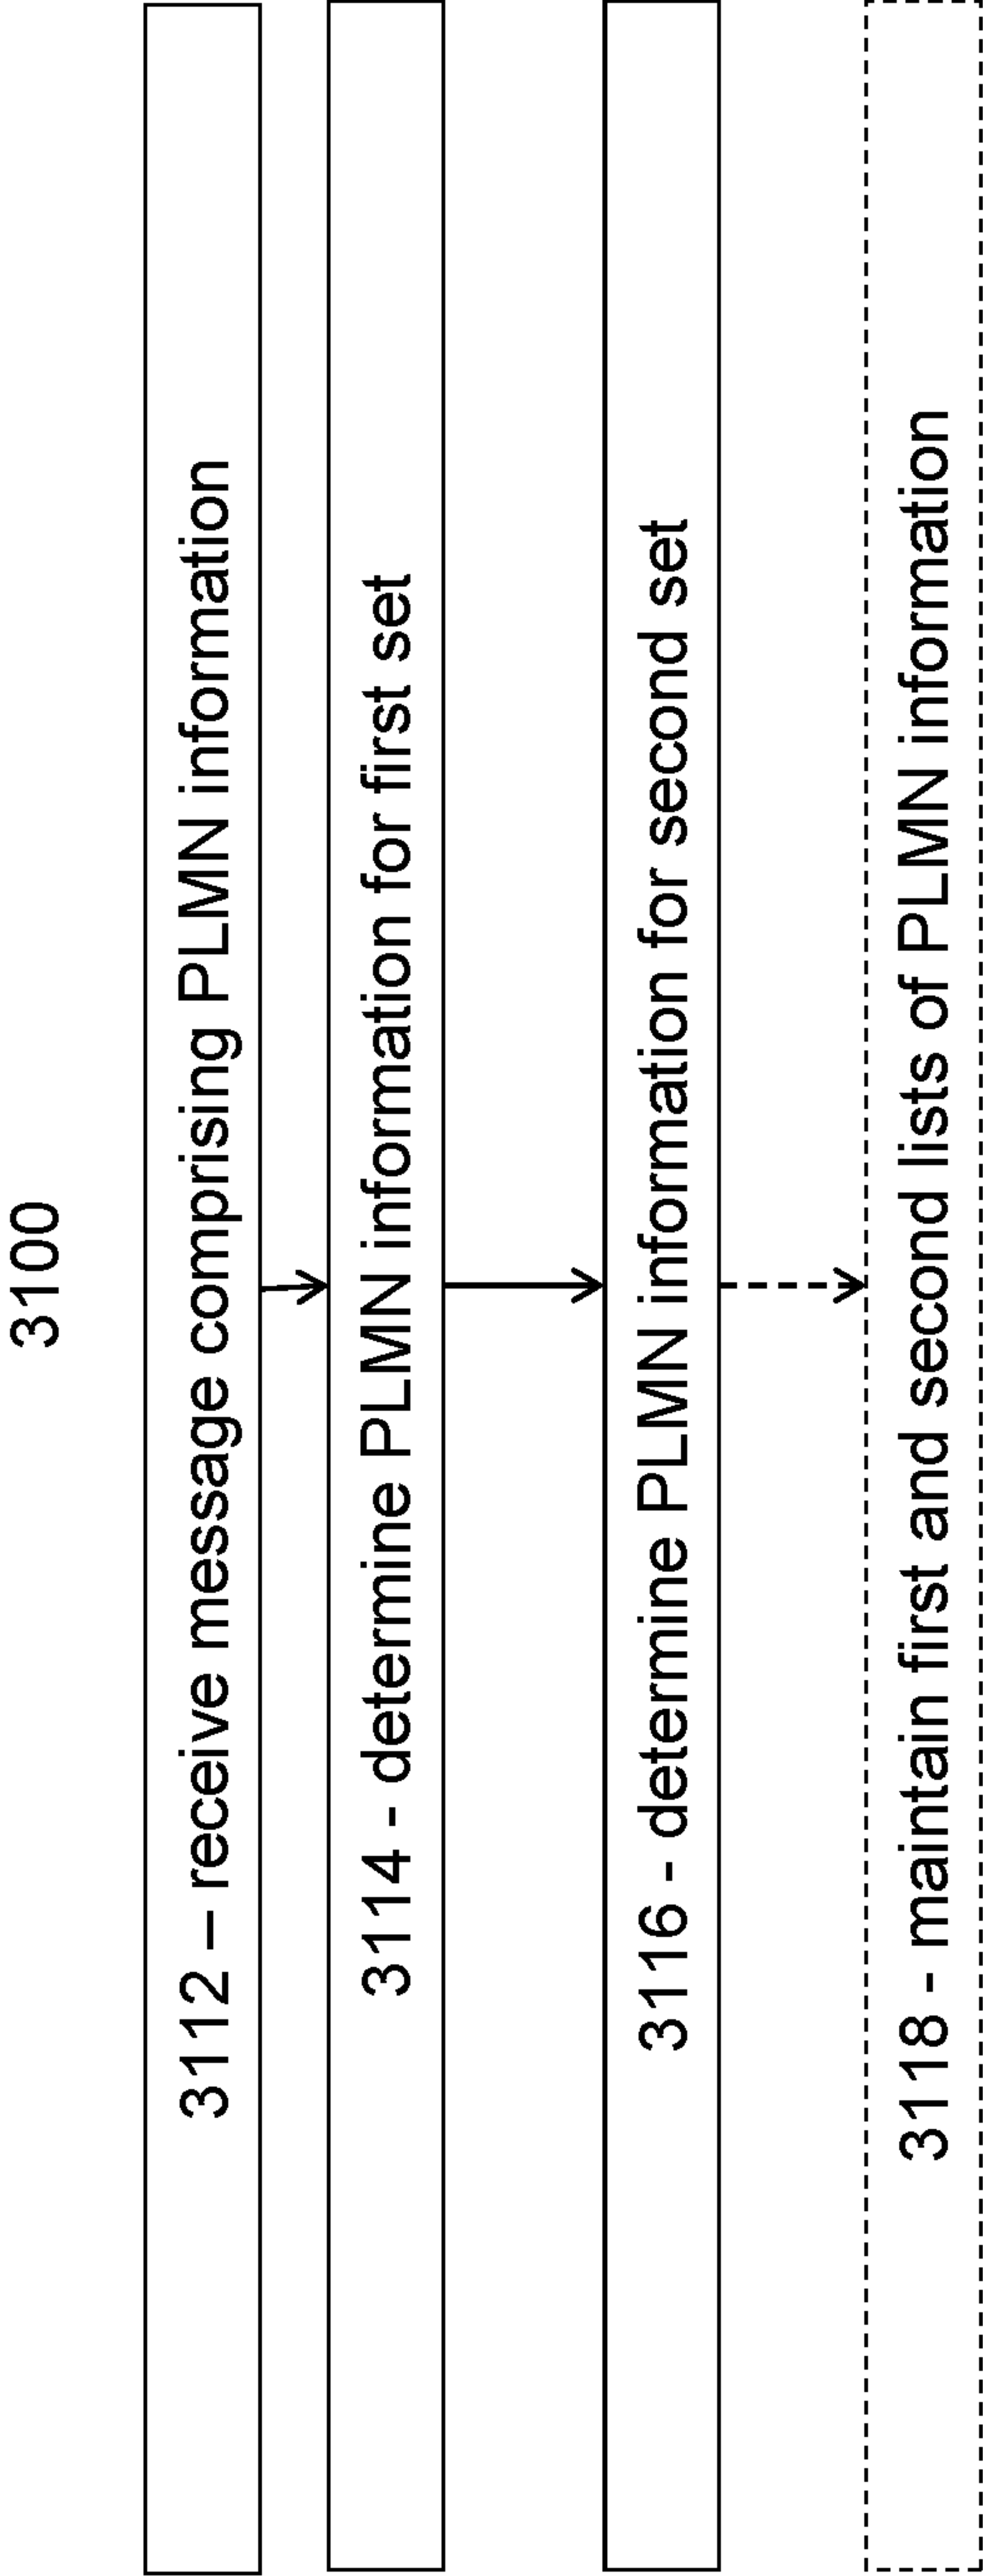 3100
3112 – receive message comprising PLMN information
3114 - determine PLMN information for first set
3116 - determine PLMN information for second set
3118 - maintain first and second lists of PLMN information